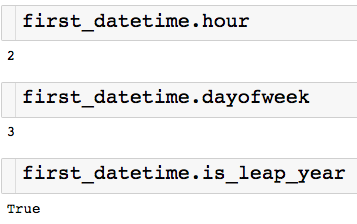 first_datetime.hour
2
first_datetime.dayofweek
3
first_datetime.is_leap_year
True